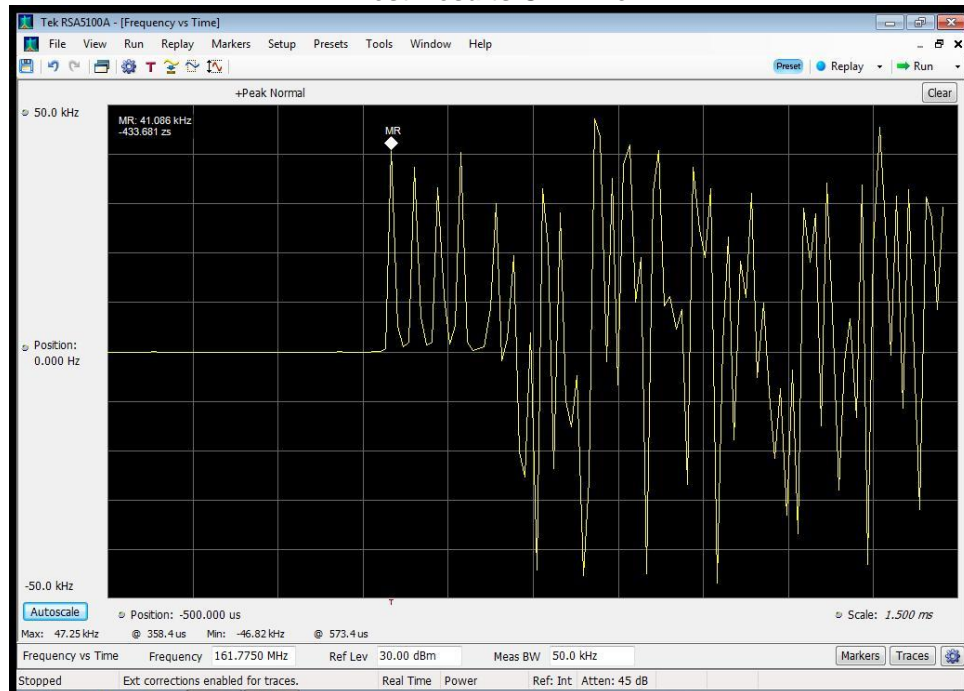 Tek RSA5100A - [Frequency vs Time]
File View Run Replay Markers Setup Presets Tools Window Help
T Preset Replay Run
+Peak Normal Clear
50.0 kHz
MR: 41.086 kHz
-433.681 zs
MR
Position:
0.000 Hz
-50.0 kHz
Autoscale Position: -500.000 us Scale: 1.500 ms
T
Max: 47.25 kHz @ 358.4 us Min: -46.82 kHz @ 573.4 us
Frequency vs Time Frequency 161.7750 MHz Ref Lev 30.00 dBm Meas BW 50.0 kHz Markers Traces
Stopped Ext corrections enabled for traces. Real Time Power Ref: Int Atten: 45 dB